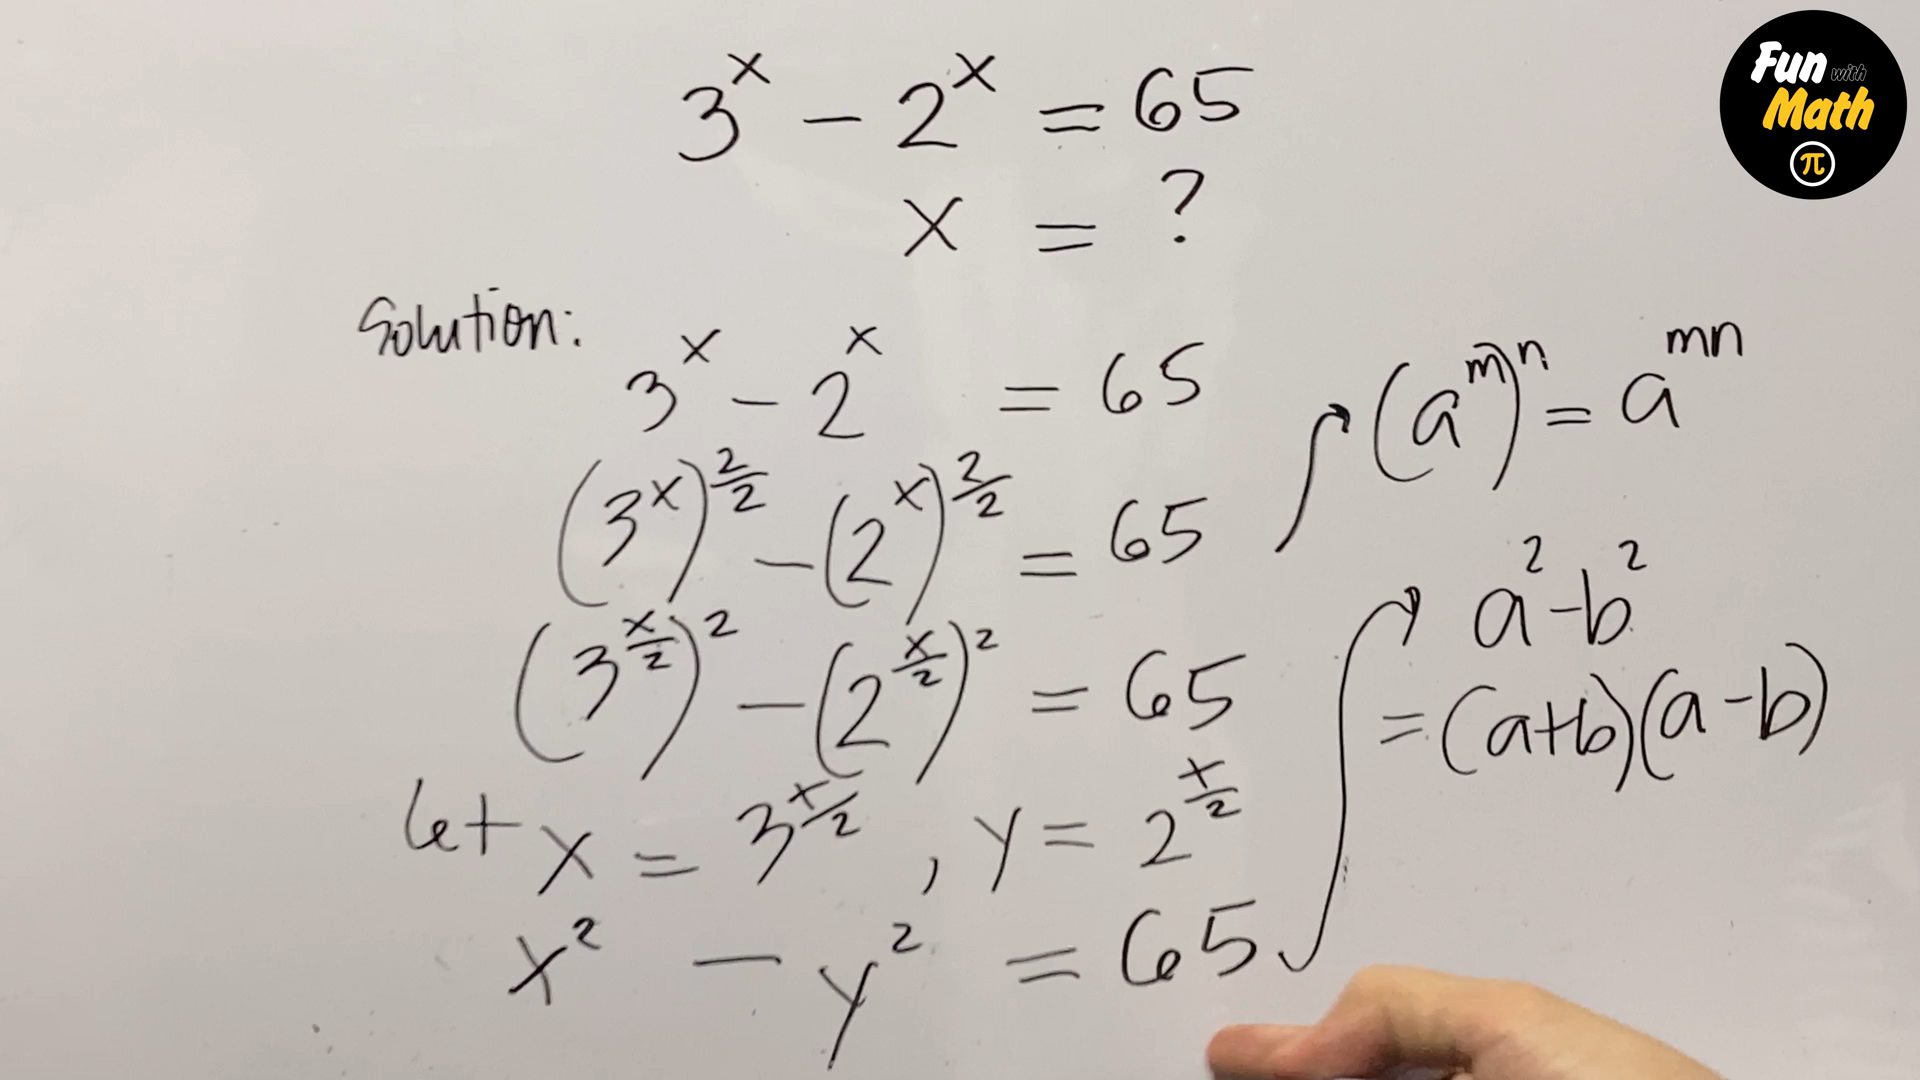 3^x - 2^x = 65
x = ?
Solution:
3^x - 2^x = 65
(3^x)^(2/2) - (2^x)^(2/2) = 65
(a^m)^n = a^mn
(3^(x/2))^2 - (2^(x/2))^2 = 65
a^2 - b^2
= (a+b)(a-b)
let x = 3^(x/2), y = 2^(x/2)
x^2 - y^2 = 65
Fun with
Math
π